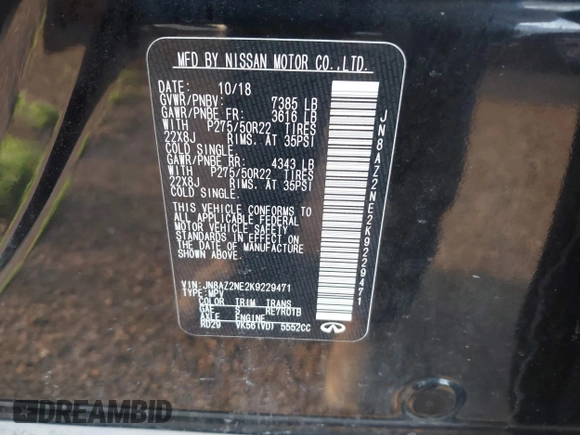 MFD BY NISSAN MOTOR CO.,LTD.
DATE: 10/18
GVWR/PNBV: 7385 LB
GAWR/PNBE FR: 3616 LB
WITH P275/50R22 TIRES
22X8J RIMS, AT 35PSI
COLD SINGLE.
GAWR/PNBE RR: 4343 LB
WITH P275/50R22 TIRES
22X8J RIMS, AT 35PSI
COLD SINGLE.
THIS VEHICLE CONFORMS TO
ALL APPLICABLE FEDERAL
MOTOR VEHICLE SAFETY
STANDARDS IN EFFECT ON
THE DATE OF MANUFACTURE
SHOWN ABOVE.
VIN: JN8AZ2NE2K9229471
TYPE: MPV
COLOR TRIM TRANS
GAE S RE7R01B
AXLE ENGINE
RD29 VK56(VD) 5552CC
JN8AZ2NE2K9229471
DREAMBID